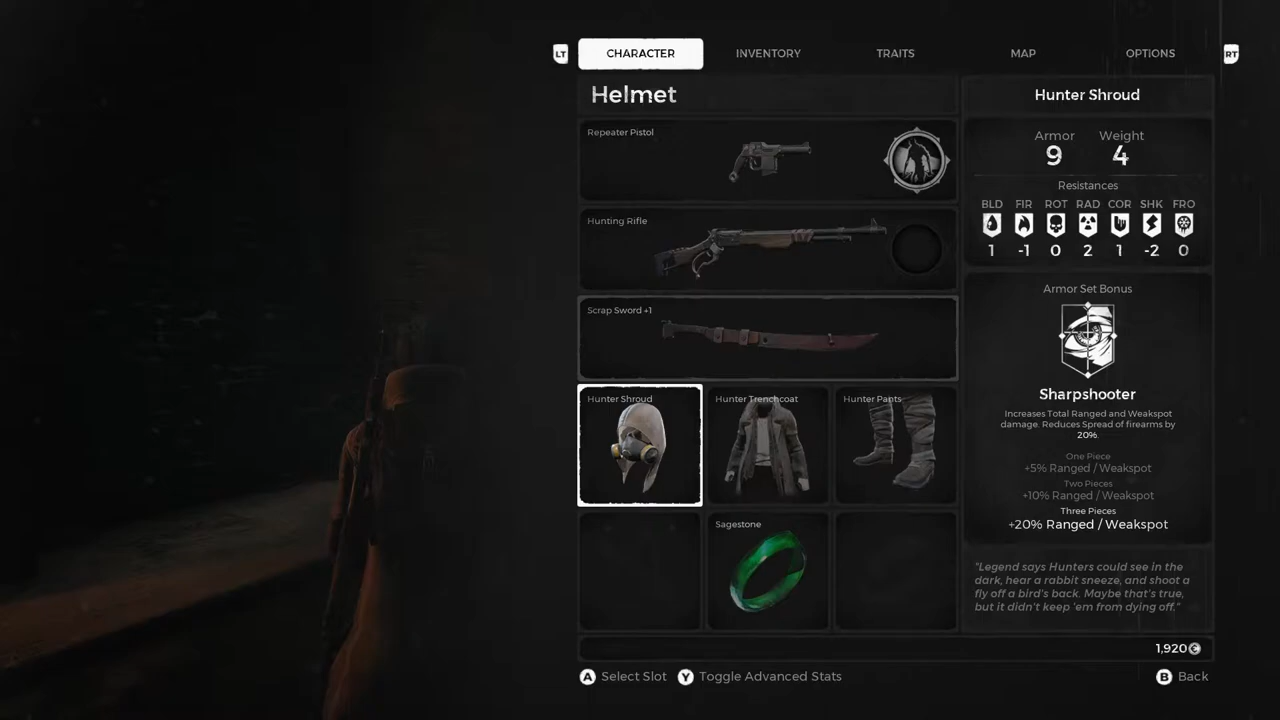 LT
CHARACTER
INVENTORY
TRAITS
MAP
OPTIONS
RT
Helmet
Hunter Shroud
Repeater Pistol
Armor
Weight
9
4
Resistances
BLD FIR ROT RAD COR SHK FRO
1 -1 0 2 1 -2 0
Hunting Rifle
Armor Set Bonus
Scrap Sword +1
Sharpshooter
Increases Total Ranged and Weakspot
damage. Reduces Spread of firearms by
20%.
One Piece
+5% Ranged / Weakspot
Two Pieces
+10% Ranged / Weakspot
Three Pieces
+20% Ranged / Weakspot
Hunter Shroud
Hunter Trenchcoat
Hunter Pants
Sagestone
"Legend says Hunters could see in the
dark, hear a rabbit sneeze, and shoot a
fly off a bird's back. Maybe that's true,
but it didn't keep 'em from dying off."
1,920
A Select Slot
Y Toggle Advanced Stats
B Back